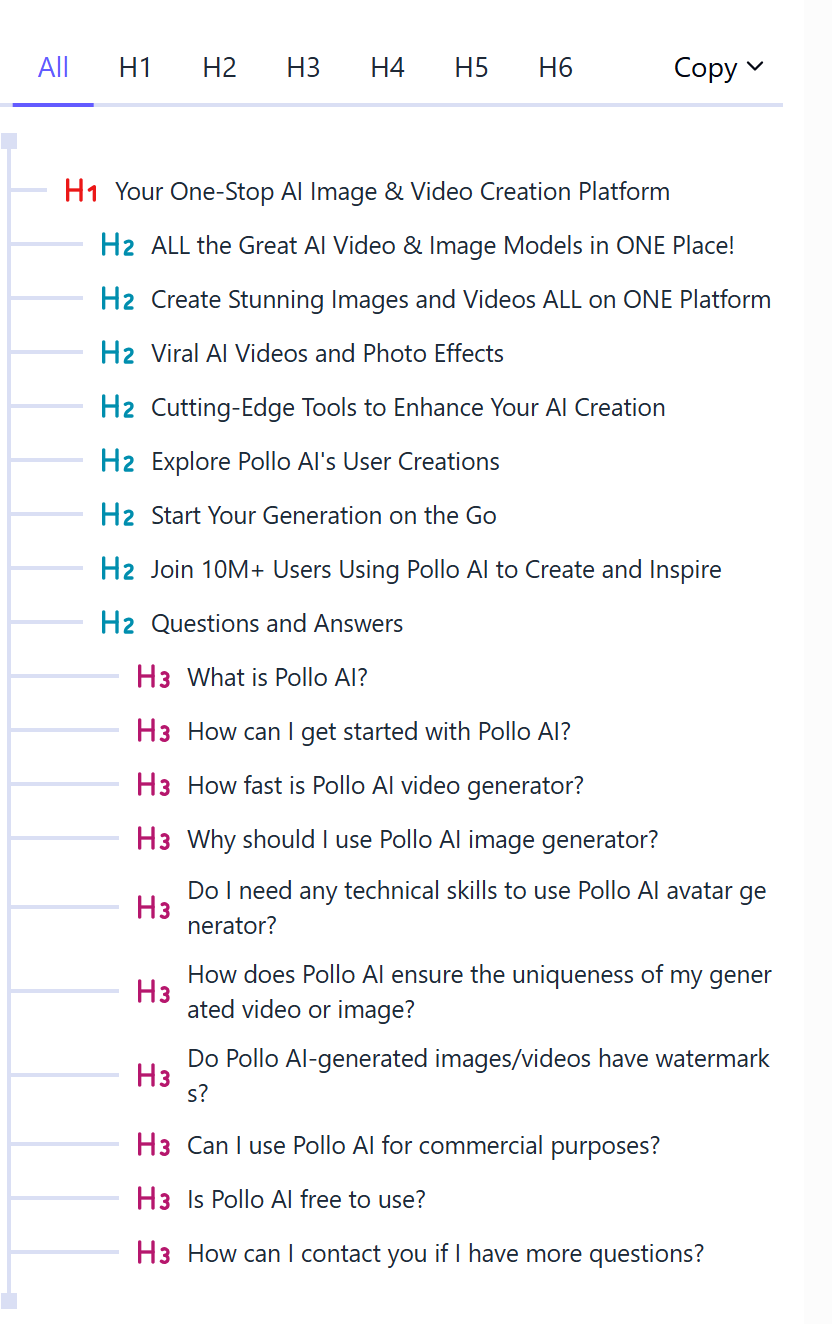 All H1 H2 H3 H4 H5 H6 Copy
H1 Your One-Stop AI Image & Video Creation Platform
H2 ALL the Great AI Video & Image Models in ONE Place!
H2 Create Stunning Images and Videos ALL on ONE Platform
H2 Viral AI Videos and Photo Effects
H2 Cutting-Edge Tools to Enhance Your AI Creation
H2 Explore Pollo AI's User Creations
H2 Start Your Generation on the Go
H2 Join 10M+ Users Using Pollo AI to Create and Inspire
H2 Questions and Answers
H3 What is Pollo AI?
H3 How can I get started with Pollo AI?
H3 How fast is Pollo AI video generator?
H3 Why should I use Pollo AI image generator?
H3 Do I need any technical skills to use Pollo AI avatar ge
nerator?
H3 How does Pollo AI ensure the uniqueness of my gener
ated video or image?
H3 Do Pollo AI-generated images/videos have watermark
s?
H3 Can I use Pollo AI for commercial purposes?
H3 Is Pollo AI free to use?
H3 How can I contact you if I have more questions?